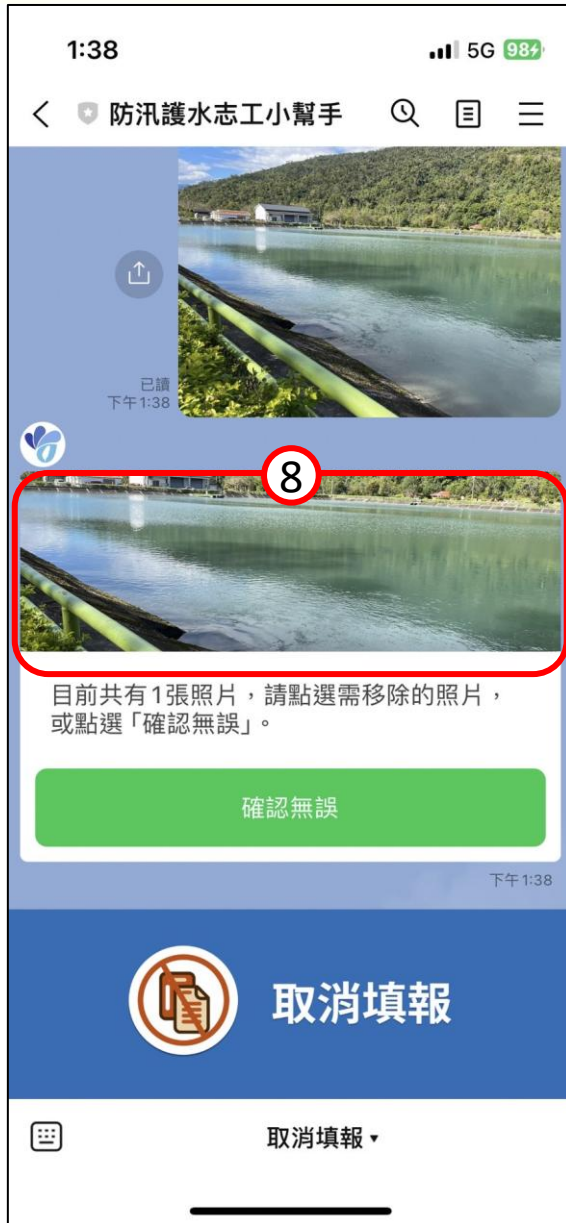 1:38 5G 98
防汛護水志工小幫手
已讀
下午1:38
8
目前共有1張照片，請點選需移除的照片，
或點選「確認無誤」。
確認無誤
下午1:38
取消填報
取消填報